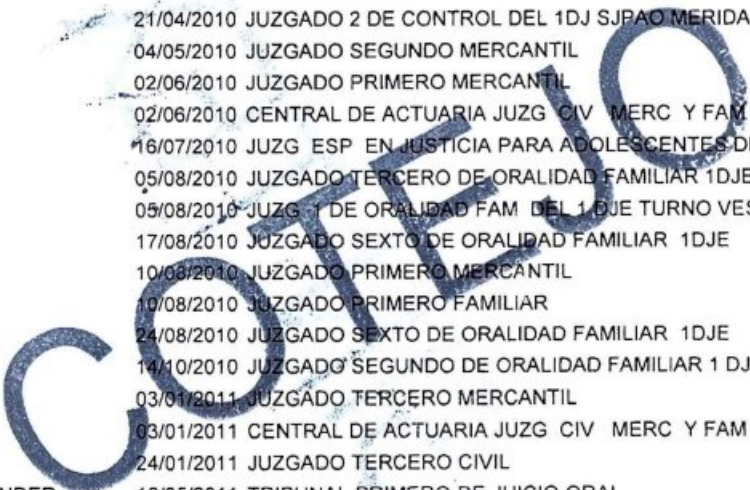 21/04/2010 JUZGADO 2 DE CONTROL DEL 1DJ SJPAO MERIDA
04/05/2010 JUZGADO SEGUNDO MERCANTIL
02/06/2010 JUZGADO PRIMERO MERCANTIL
02/06/2010 CENTRAL DE ACTUARIA JUZG CIV MERC Y FAM
16/07/2010 JUZG ESP EN JUSTICIA PARA ADOLESCENTES
05/08/2010 JUZGADO TERCERO DE ORALIDAD FAMILIAR 1DJE
05/08/2010 JUZG 1 DE ORALIDAD FAM DEL 1 DJE TURNO
17/08/2010 JUZGADO SEXTO DE ORALIDAD FAMILIAR 1DJE
10/08/2010 JUZGADO PRIMERO MERCANTIL
10/08/2010 JUZGADO PRIMERO FAMILIAR
24/08/2010 JUZGADO SEXTO DE ORALIDAD FAMILIAR 1DJE
14/10/2010 JUZGADO SEGUNDO DE ORALIDAD FAMILIAR 1
03/01/2011 JUZGADO TERCERO MERCANTIL
03/01/2011 CENTRAL DE ACTUARIA JUZG CIV MERC Y FAM
24/01/2011 JUZGADO TERCERO CIVIL
TRIBUNAL PRIMERO DE JUICIO ORAL
COTEJO